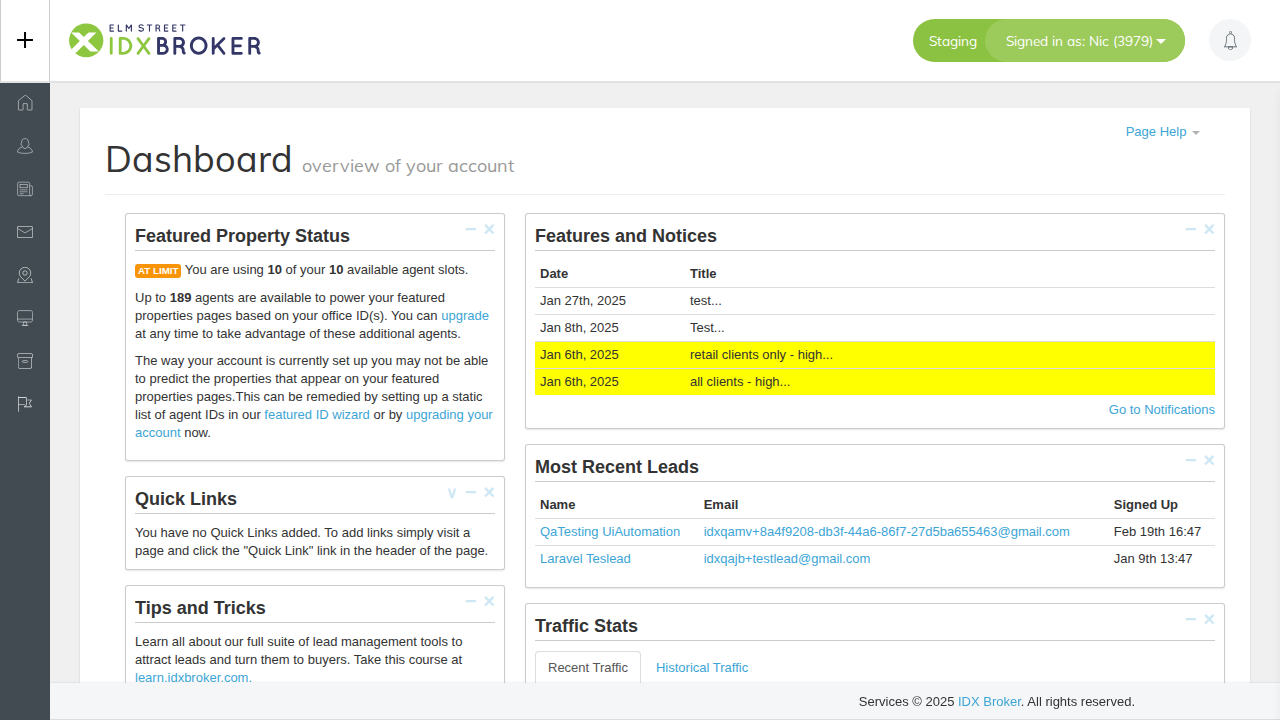 ELM STREET
IDXBROKER
Staging
Signed in as: Nic (3979)
Page Help
Dashboard overview of your account
Featured Property Status
AT LIMIT You are using 10 of your 10 available agent slots.
Up to 189 agents are available to power your featured
properties pages based on your office ID(s). You can upgrade
at any time to take advantage of these additional agents.
The way your account is currently set up you may not be able
to predict the properties that appear on your featured
properties pages.This can be remedied by setting up a static
list of agent IDs in our featured ID wizard or by upgrading your
account now.
Quick Links
You have no Quick Links added. To add links simply visit a
page and click the "Quick Link" link in the header of the page.
Tips and Tricks
Learn all about our full suite of lead management tools to
attract leads and turn them to buyers. Take this course at
learn.idxbroker.com.
Features and Notices
Date Title
Jan 27th, 2025 test...
Jan 8th, 2025 Test...
Jan 6th, 2025 retail clients only - high...
Jan 6th, 2025 all clients - high...
Go to Notifications
Most Recent Leads
Name Email Signed Up
QaTesting UiAutomation idxqamv+8a4f9208-db3f-44a6-86f7-27d5ba655463@gmail.com Feb 19th 16:47
Laravel Teslead idxqajb+testlead@gmail.com Jan 9th 13:47
Traffic Stats
Recent Traffic Historical Traffic
Services © 2025 IDX Broker. All rights reserved.